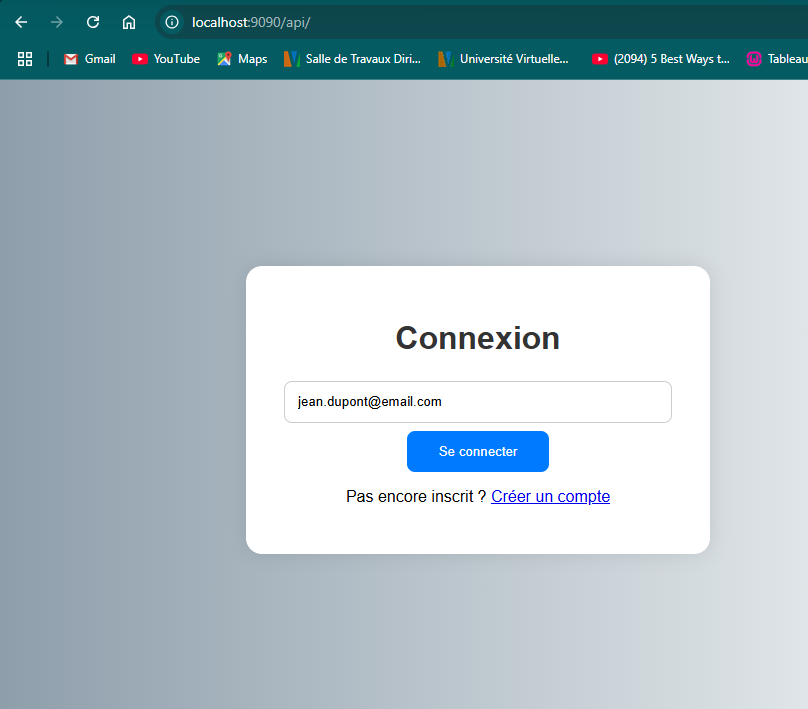 localhost:9090/api/
Gmail YouTube Maps Salle de Travaux Diri... Université Virtuelle... (2094) 5 Best Ways t... Tableau
Connexion
jean.dupont@email.com
Se connecter
Pas encore inscrit ? Créer un compte